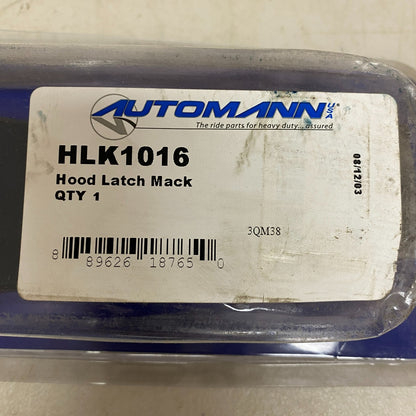 AUTOMANN USA
The ride parts for heavy duty...assured
HLK1016
Hood Latch Mack
QTY 1
08/12/03
3QM38
8 89626 18765 0